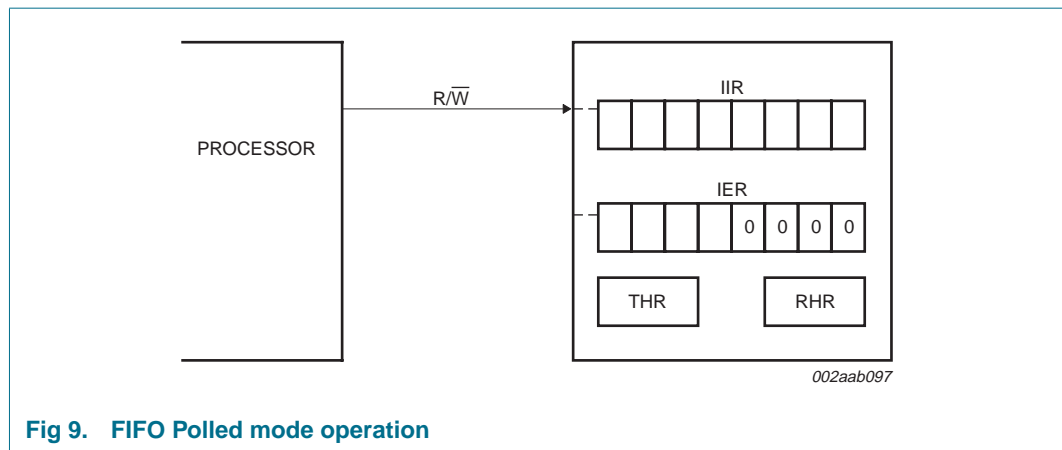 IIR
R/W̅
PROCESSOR
IER
0 0 0 0
THR RHR
002aab097
Fig 9. FIFO Polled mode operation